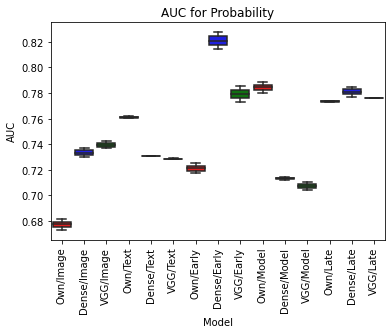 AUC for Probability
AUC
0.82
0.80
0.78
0.76
0.74
0.72
0.70
0.68
Own/Image
Dense/Image
VGG/Image
Own/Text
Dense/Text
VGG/Text
Own/Early
Dense/Early
VGG/Early
Own/Model
Dense/Model
VGG/Model
Own/Late
Dense/Late
VGG/Late
Model